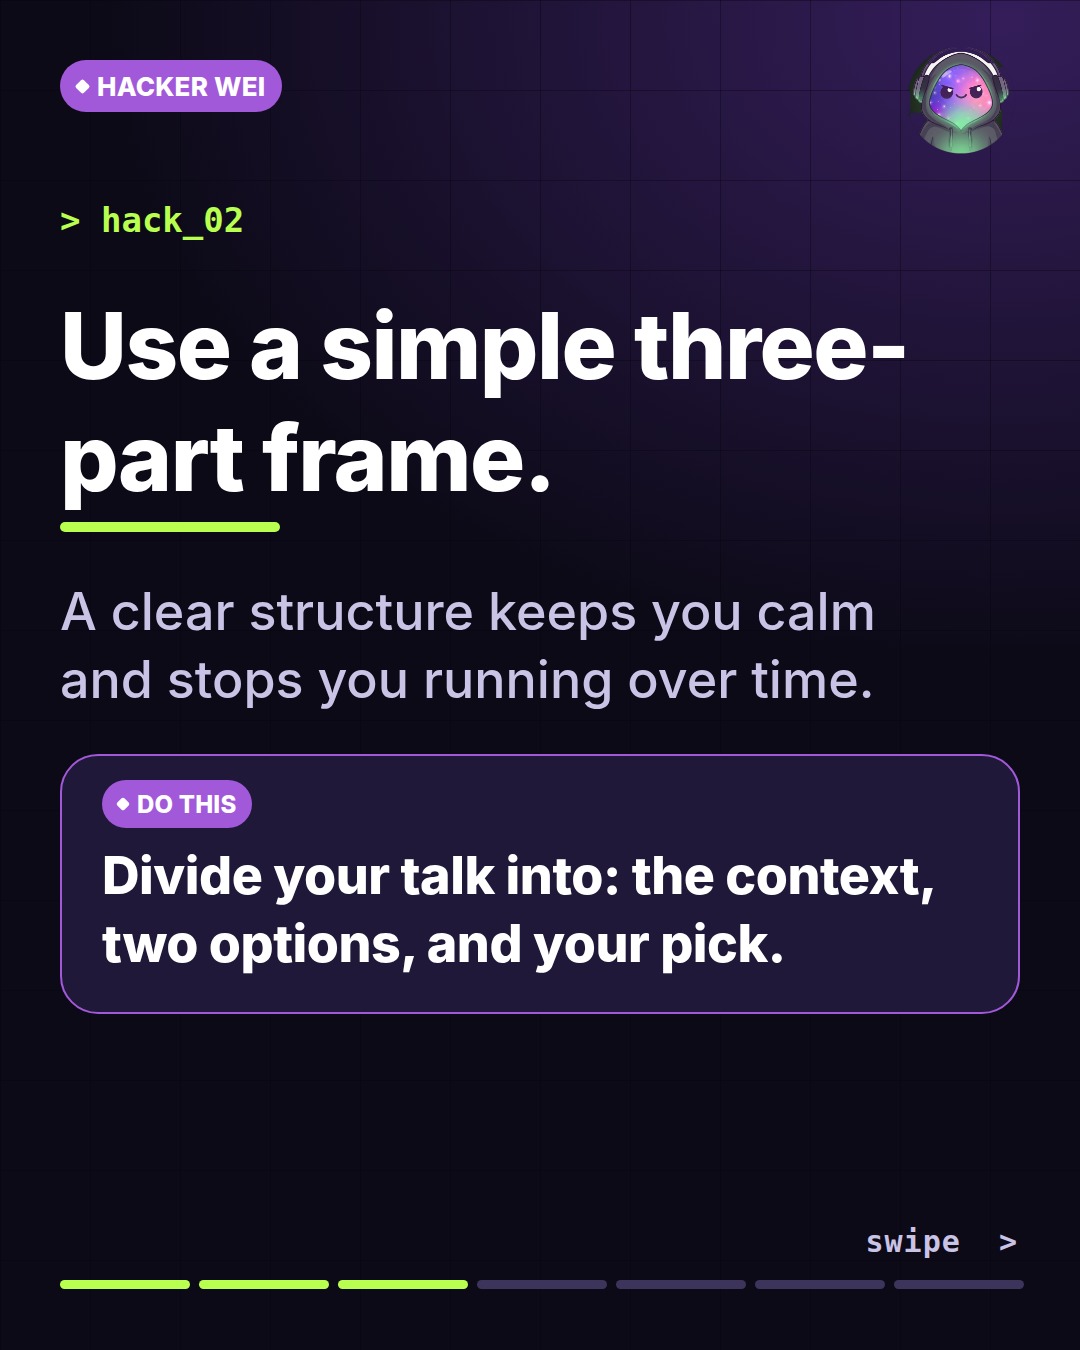 HACKER WEI
> hack_02
Use a simple three-
part frame.
A clear structure keeps you calm
and stops you running over time.
DO THIS
Divide your talk into: the context,
two options, and your pick.
swipe >